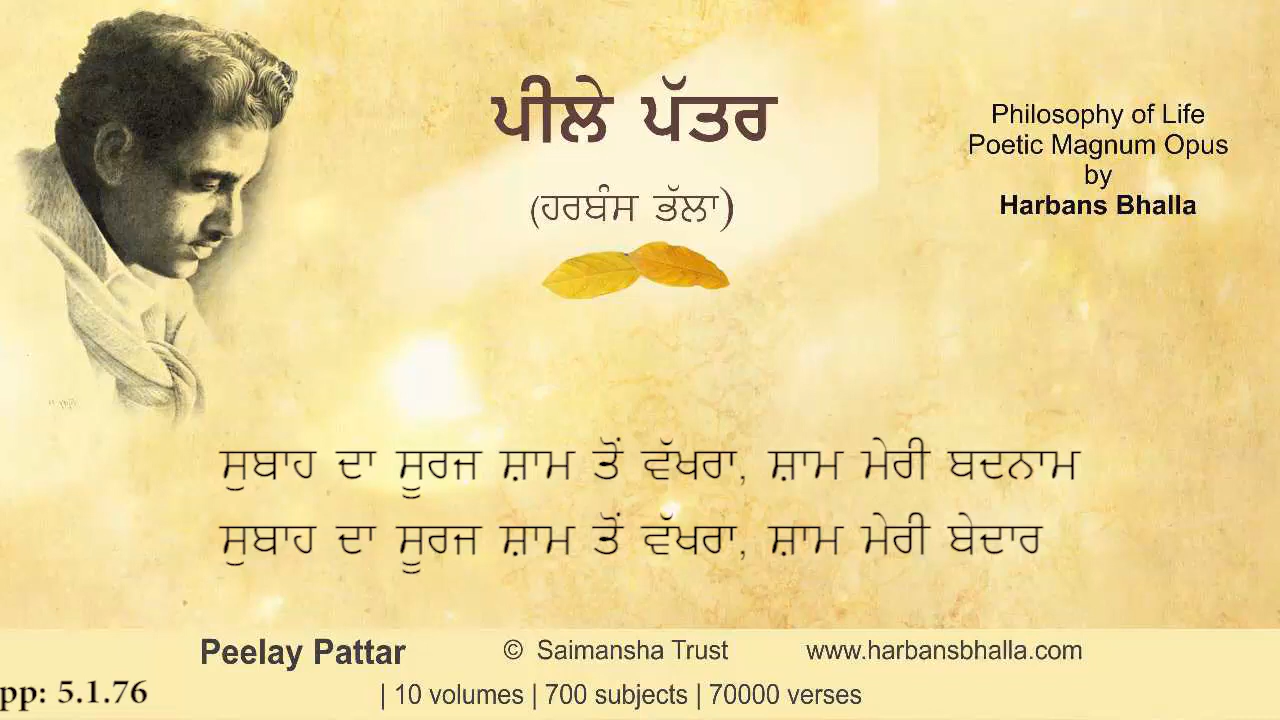 ਪੀਲੇ ਪੱਤਰ
(ਹਰਬੰਸ ਭੱਲਾ)
Philosophy of Life
Poetic Magnum Opus
by
Harbans Bhalla
ਸੁਬਾਹ ਦਾ ਸੂਰਜ ਸ਼ਾਮ ਤੋਂ ਵੱਖਰਾ, ਸ਼ਾਮ ਮੇਰੀ ਬਦਨਾਮ
ਸੁਬਾਹ ਦਾ ਸੂਰਜ ਸ਼ਾਮ ਤੋਂ ਵੱਖਰਾ, ਸ਼ਾਮ ਮੇਰੀ ਬੇਦਾਰ
Peelay Pattar © Saimansha Trust www.harbansbhalla.com
pp: 5.1.76 | 10 volumes | 700 subjects | 70000 verses